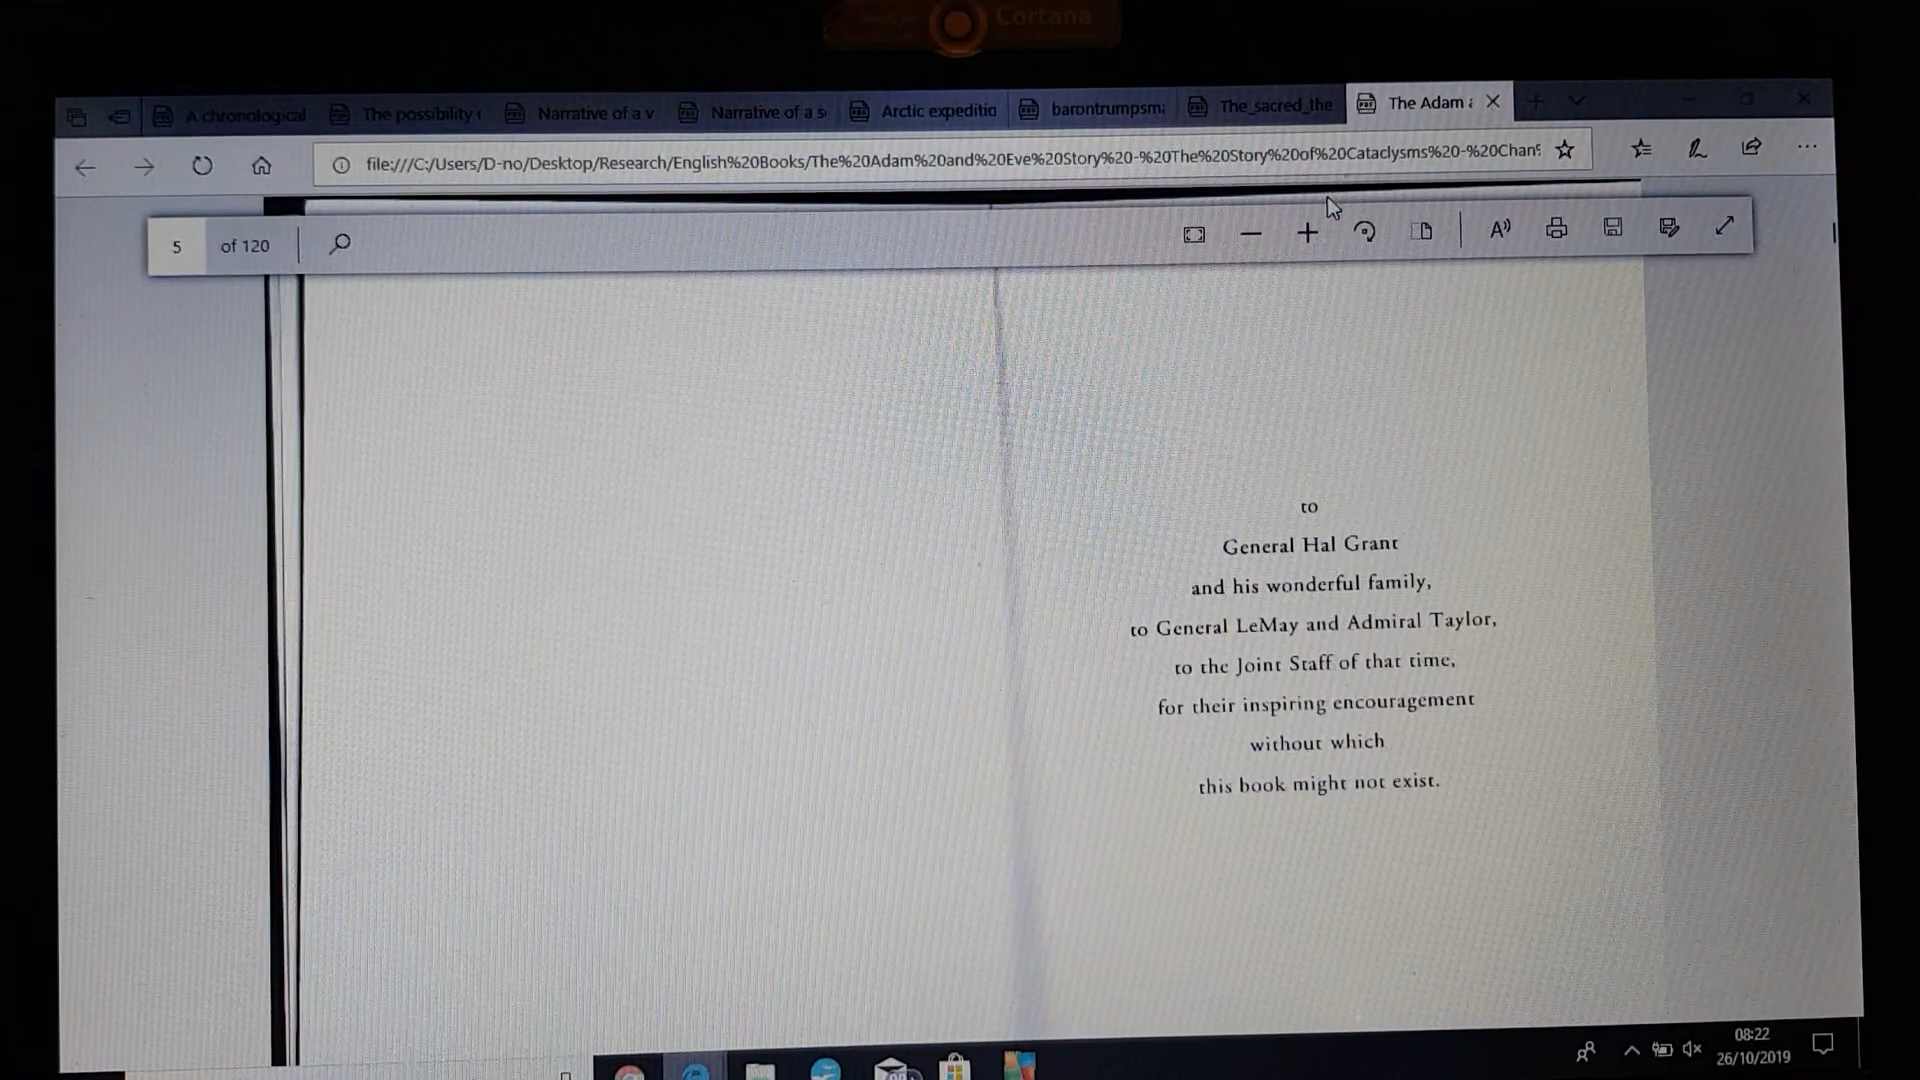 Cortana
A chronological
The possibility
Narrative of a v
Narrative of a s
Arctic expeditio
barontrumpsma
The_sacred_the
The Adam a
file:///C:/Users/D-no/Desktop/Research/English%20Books/The%20Adam%20and%20Eve%20Story%20-%20The%20Story%20of%20Cataclysms%20-%20Chan
5 of 120
to
General Hal Grant
and his wonderful family,
to General LeMay and Admiral Taylor,
to the Joint Staff of that time,
for their inspiring encouragement
without which
this book might not exist.
08:22
26/10/2019